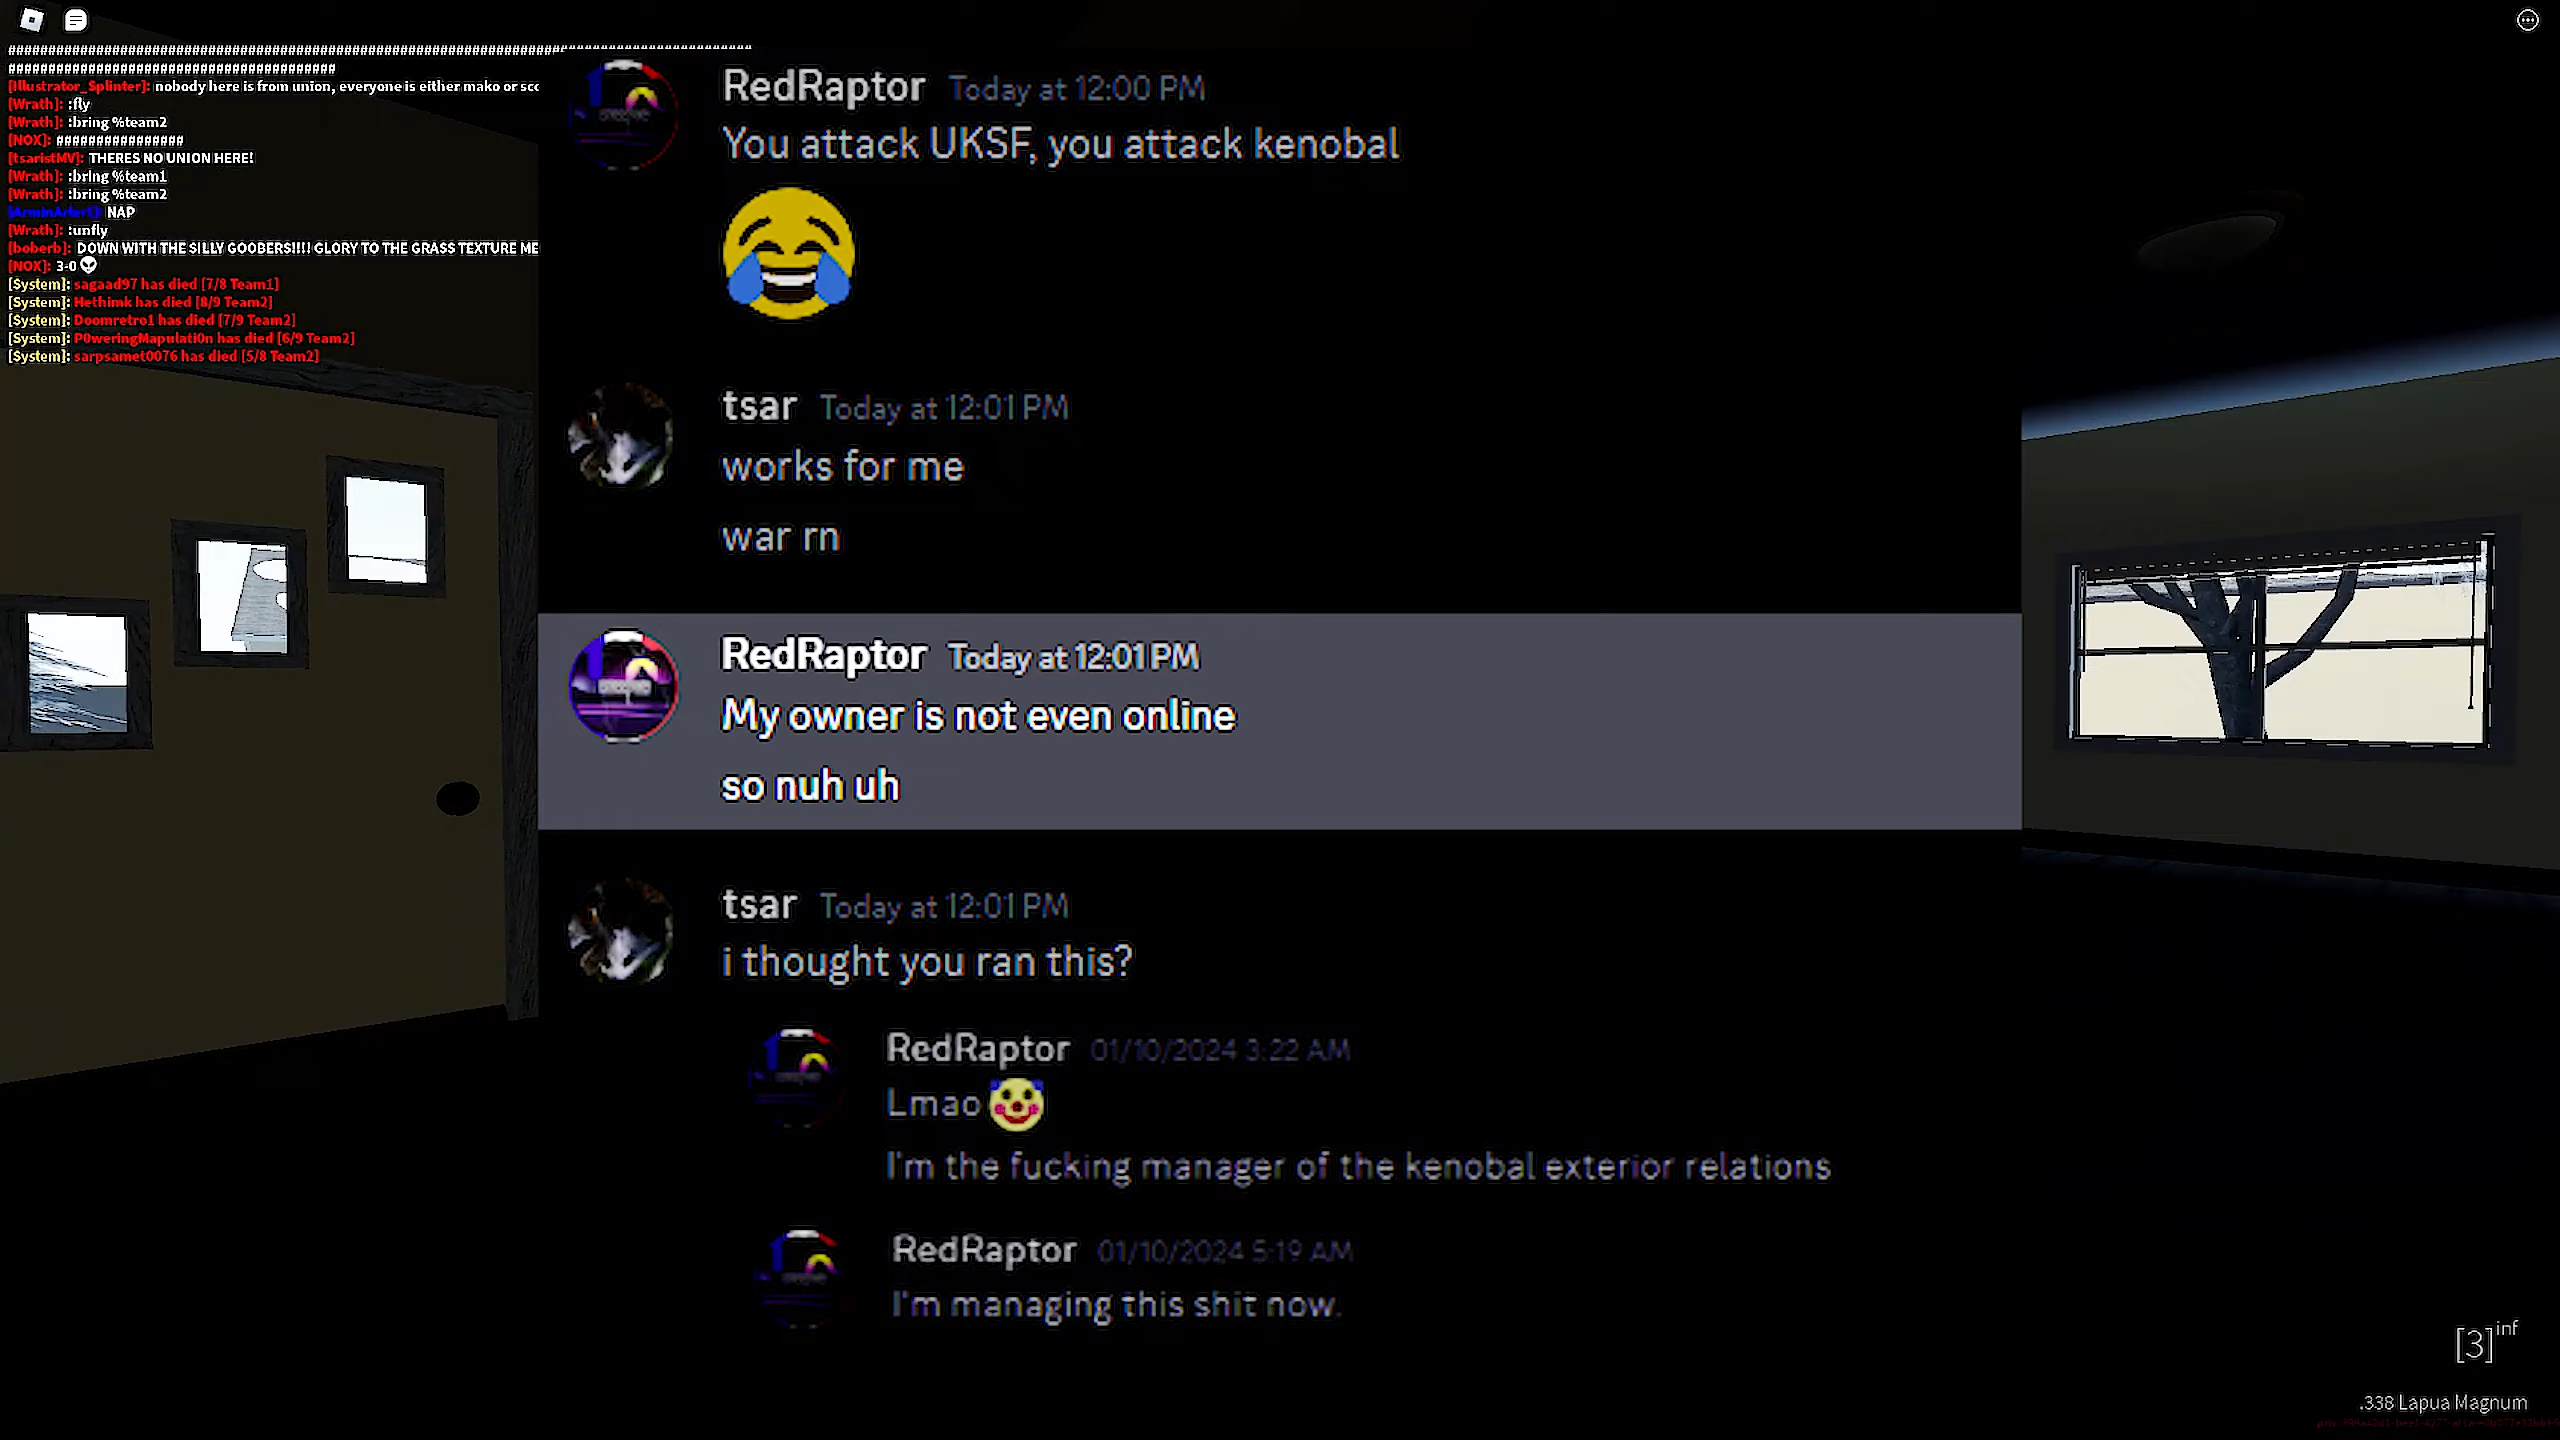 ################################################################################
#########################################
[Illustrator_Splinter]: nobody here is from union, everyone is either mako or sco
[Wrath]: :fly
[Wrath]: :bring %team2
[NOX]: ################
[tsaristMV]: THERES NO UNION HERE!
[Wrath]: :bring %team1
[Wrath]: :bring %team2
NAP
[Wrath]: :unfly
[boberb]: DOWN WITH THE SILLY GOOBERS!!!! GLORY TO THE GRASS TEXTURE ME
[NOX]: 3-0 👽
[System]: sagaad97 has died [7/8 Team1]
[System]: Hethimk has died [8/9 Team2]
[System]: Doomretro1 has died [7/9 Team2]
[System]: P0weringMapulati0n has died [6/9 Team2]
[System]: sarpsamet0076 has died [5/8 Team2]
RedRaptor Today at 12:00 PM
You attack UKSF, you attack kenobal
😂
tsar Today at 12:01 PM
works for me
war rn
RedRaptor Today at 12:01 PM
My owner is not even online
so nuh uh
tsar Today at 12:01 PM
i thought you ran this?
RedRaptor 01/10/2024 3:22 AM
Lmao 🤡
I'm the fucking manager of the kenobal exterior relations
RedRaptor 01/10/2024 5:19 AM
I'm managing this shit now.
[3] inf
.338 Lapua Magnum